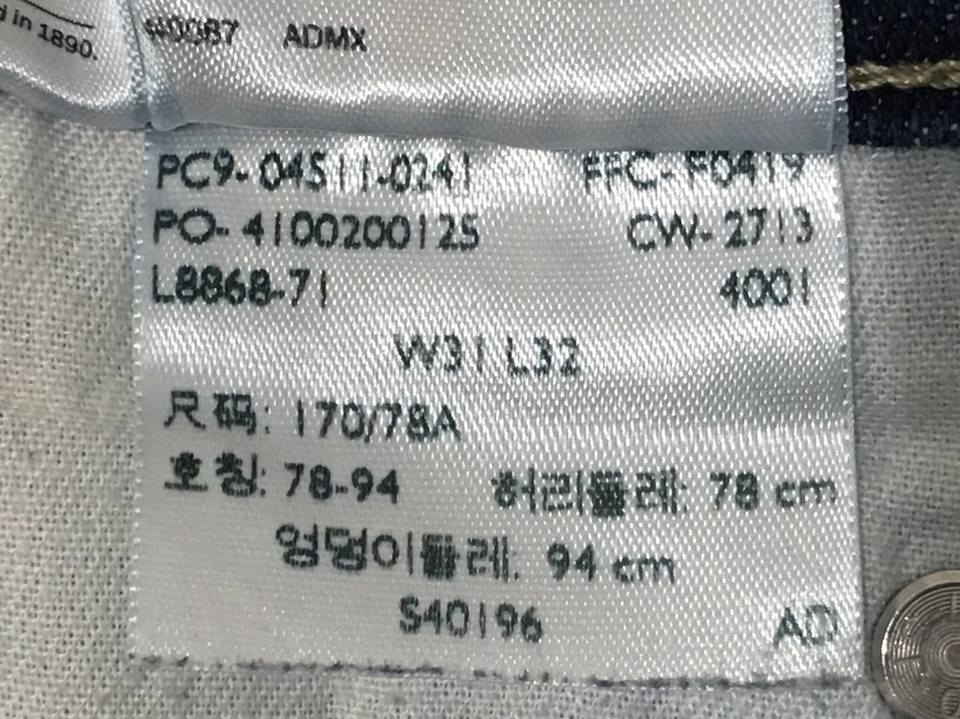 d in 1890.
ADMX
PC9-04511-0241 FFC-F0419
PO-4100200125 CW-2713
L8868-71 4001
W31 L32
尺码: 170/78A
호칭: 78-94 허리둘레: 78 cm
엉덩이둘레: 94 cm
S40196 AD